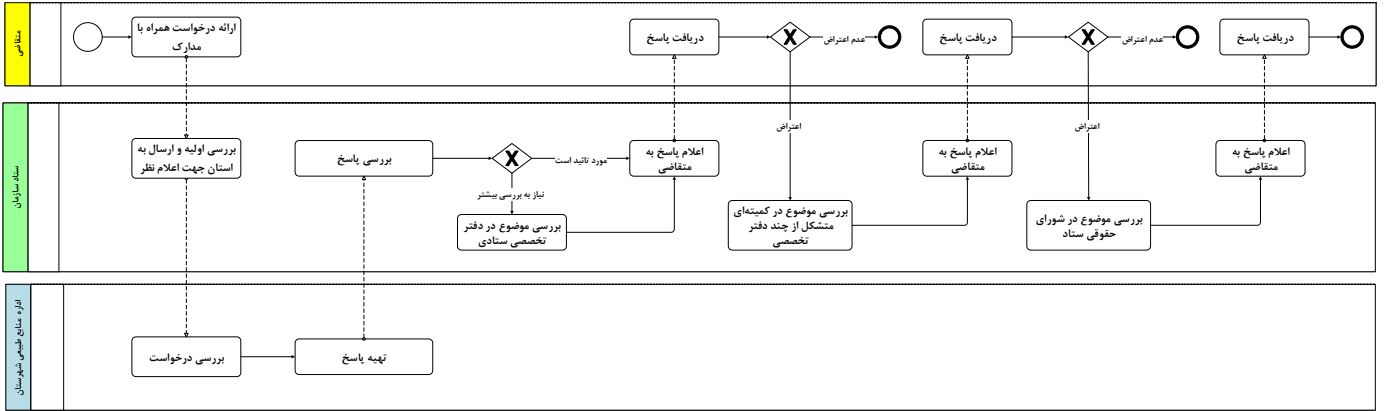 متقاضی
ارائه درخواست همراه با
مدارک
دریافت پاسخ
عدم اعتراض
دریافت پاسخ
عدم اعتراض
دریافت پاسخ
ستاد سازمان
اعتراض
اعتراض
بررسی اولیه و ارسال به
استان جهت اعلام نظر
بررسی پاسخ
مورد تائید است
اعلام پاسخ به
متقاضی
اعلام پاسخ به
متقاضی
اعلام پاسخ به
متقاضی
نیاز به بررسی بیشتر
بررسی موضوع در دفتر
تخصصی ستادی
بررسی موضوع در کمیته‌ای
متشکل از چند دفتر
تخصصی
بررسی موضوع در شورای
حقوقی ستاد
اداره منابع طبیعی شهرستان
بررسی درخواست
تهیه پاسخ